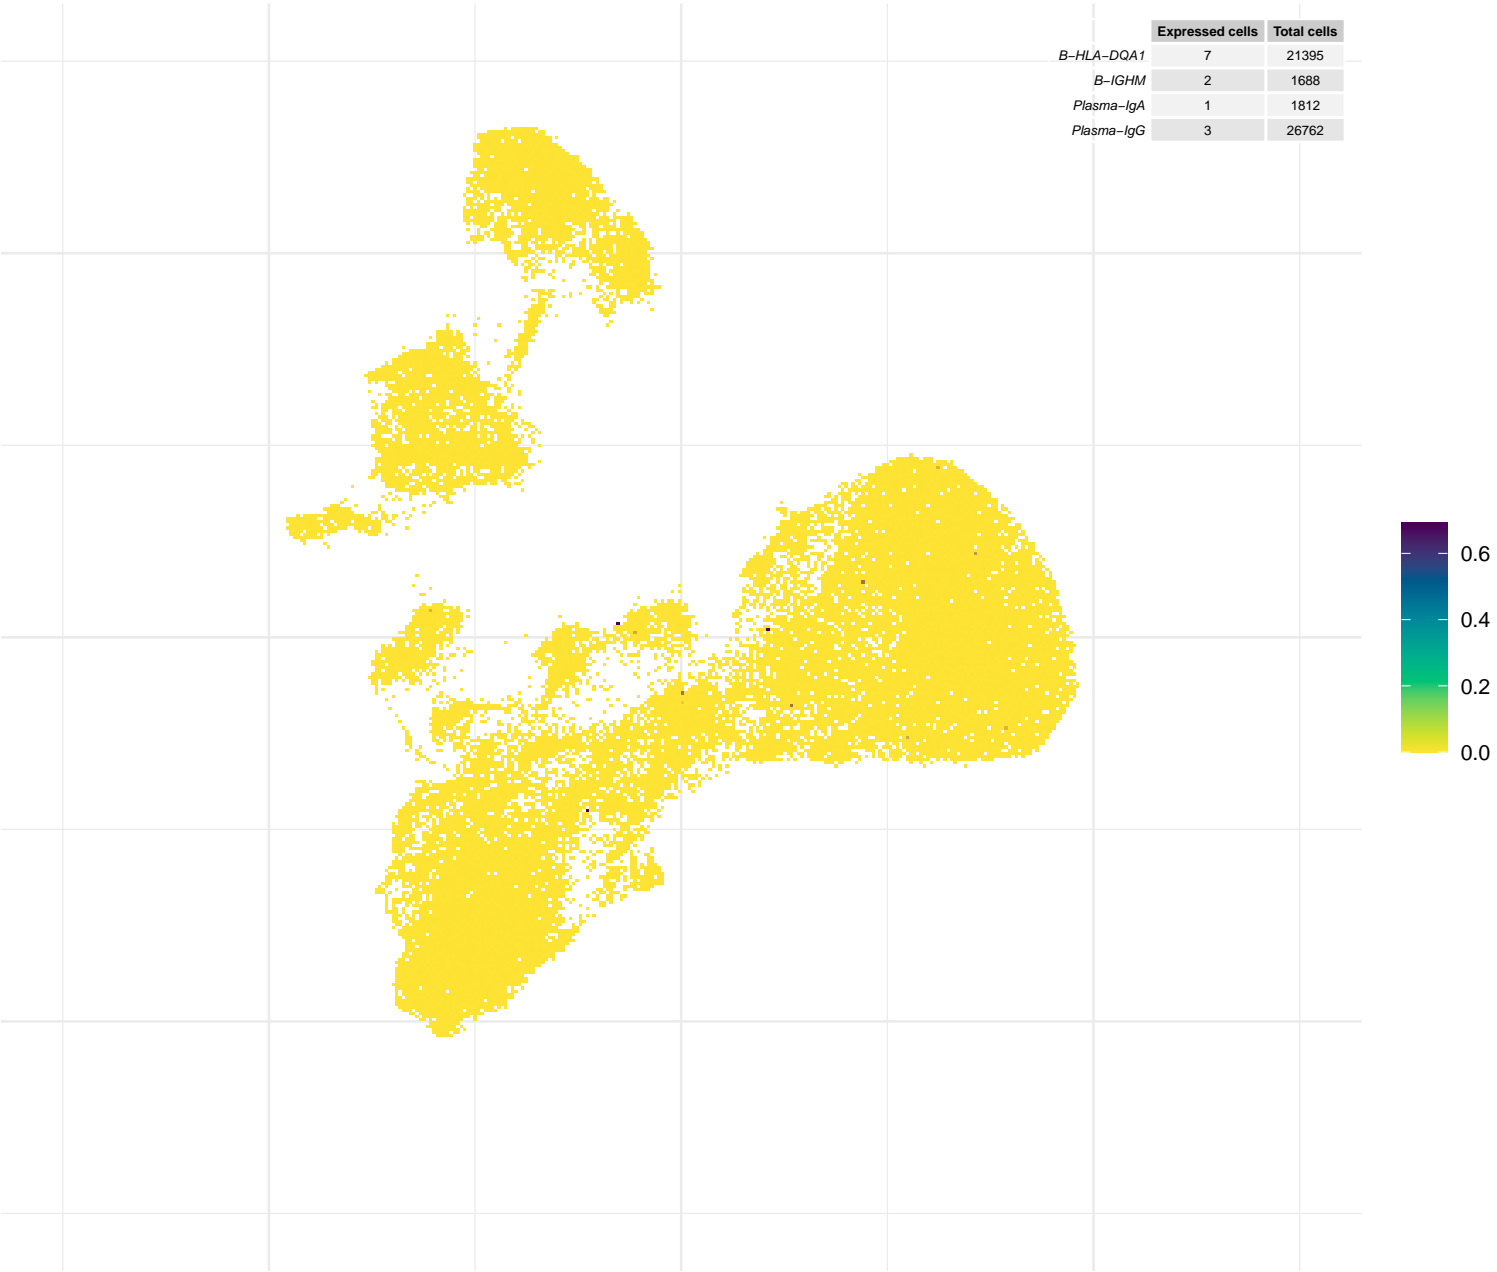 Expressed cells Total cells
B−HLA−DQA1 7 21395
B−IGHM 2 1688
Plasma−IgA 1 1812
Plasma−IgG 3 26762
0.6
0.4
0.2
0.0